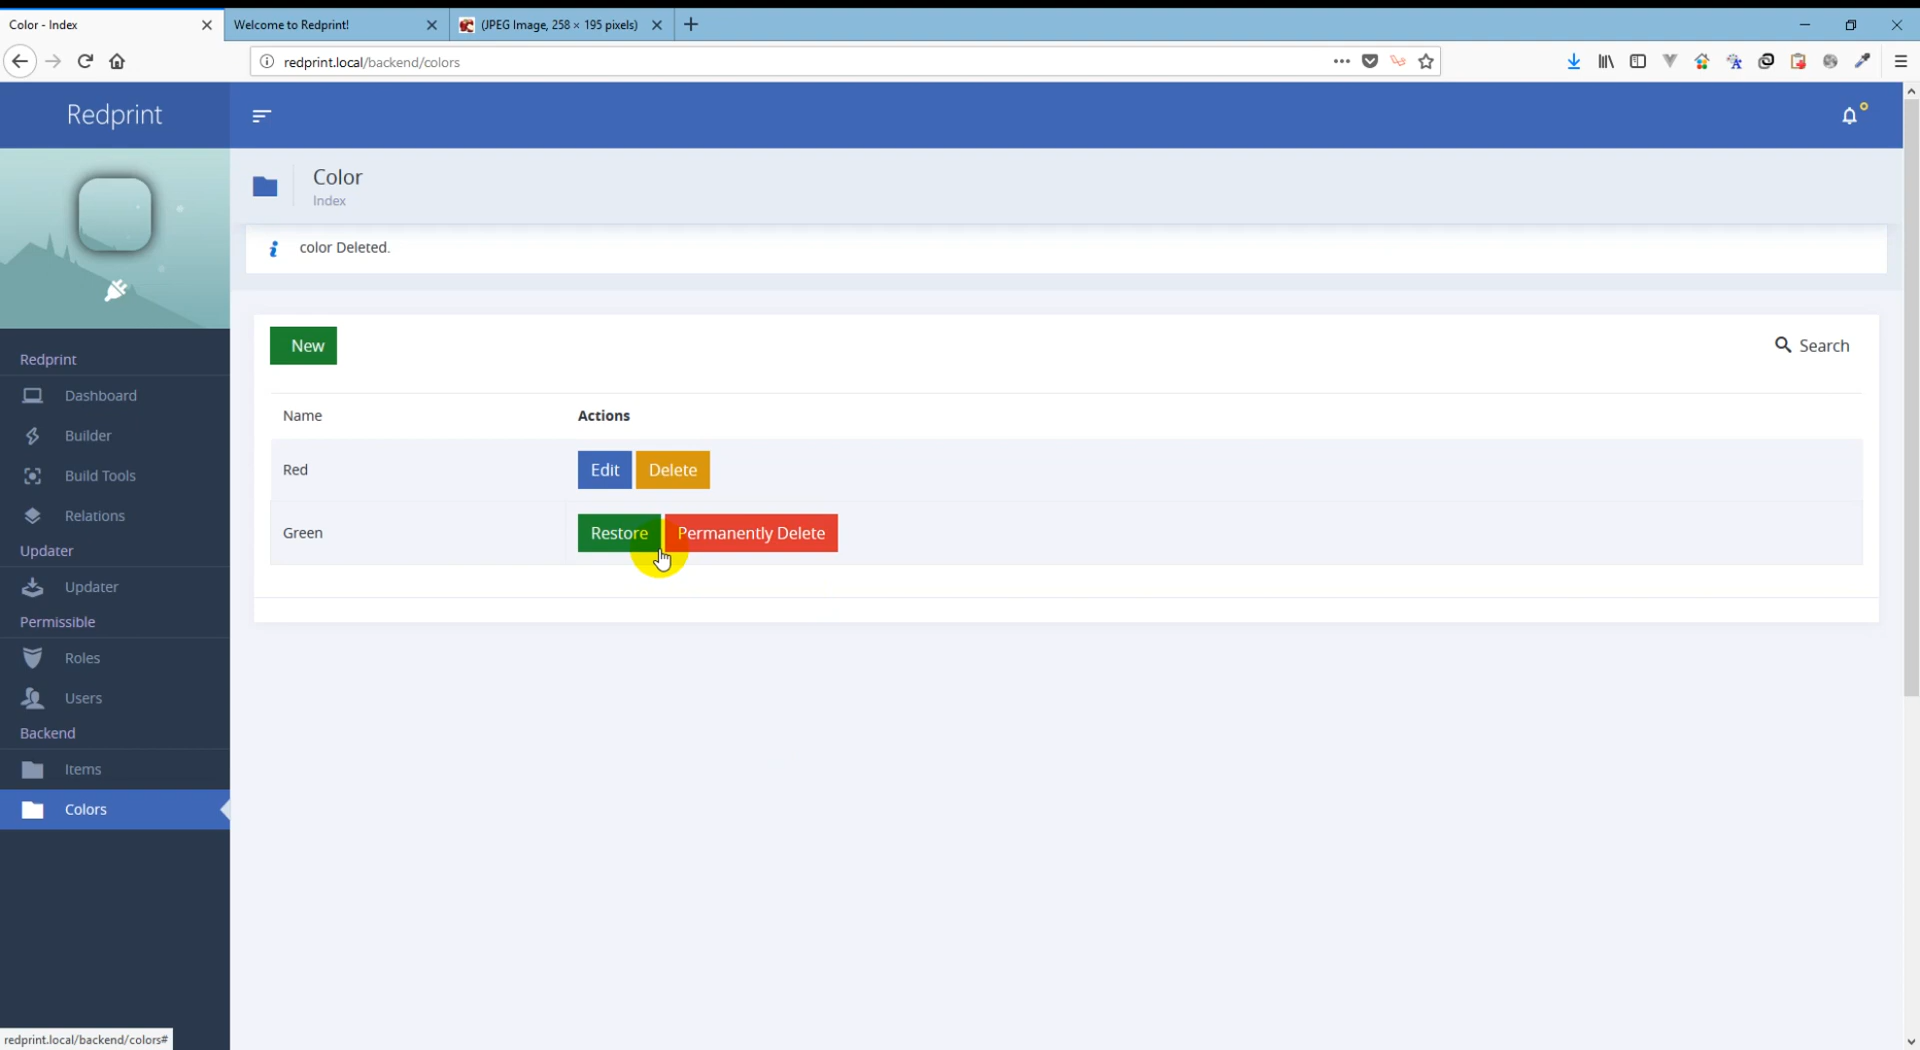 Color - Index
Welcome to Redprint!
(JPEG Image, 258 × 195 pixels)
redprint.local/backend/colors
Redprint
Color
Index
color Deleted.
New
Search
Name Actions
Red Edit Delete
Green Restore Permanently Delete
Redprint
Dashboard
Builder
Build Tools
Relations
Updater
Updater
Permissible
Roles
Users
Backend
Items
Colors
redprint.local/backend/colors#